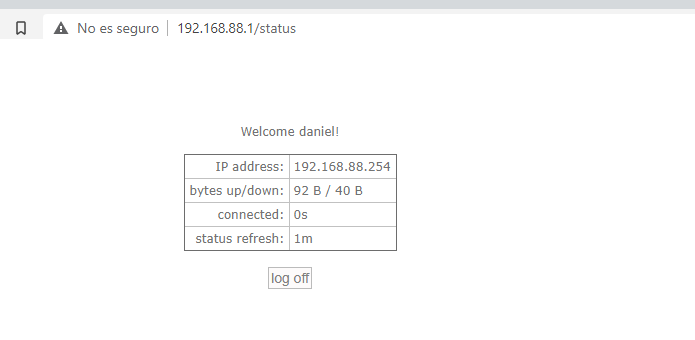 No es seguro | 192.168.88.1/status
Welcome daniel!
IP address: 192.168.88.254
bytes up/down: 92 B / 40 B
connected: 0s
status refresh: 1m
log off